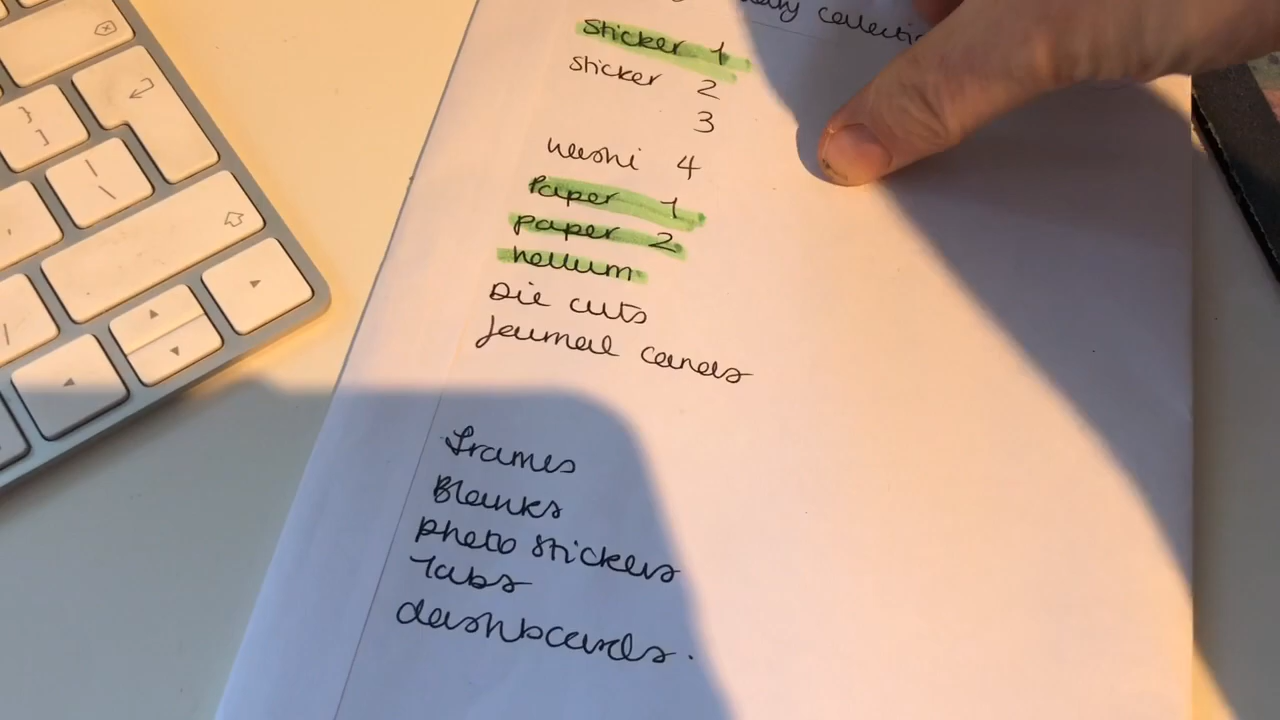 collection
Sticker 1
sticker 2
3
washi 4
Paper 1
paper 2
vellum
Die cuts
Journal cards
frames
Blanks
photo stickers
Tabs
dashboards.